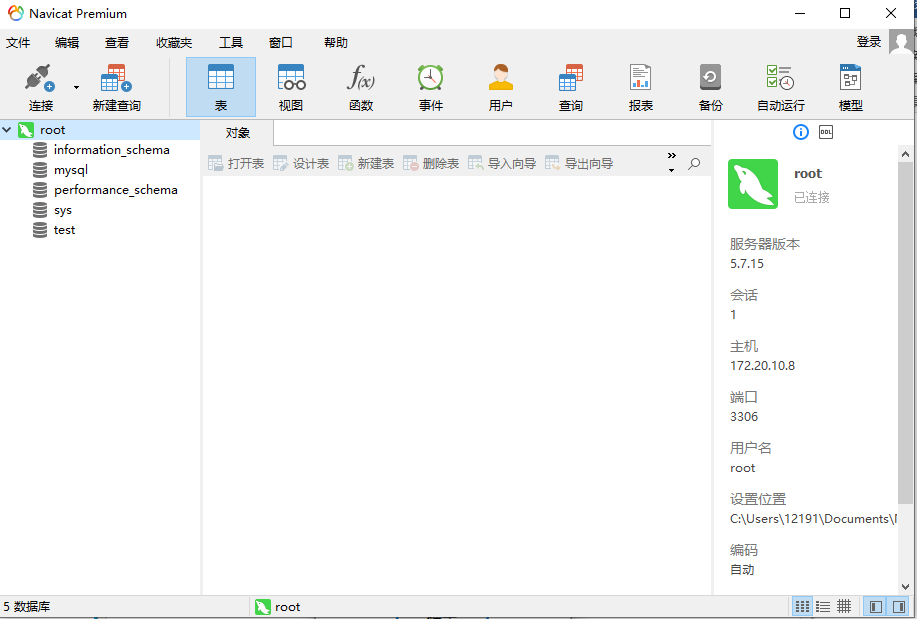 Navicat Premium
文件 编辑 查看 收藏夹 工具 窗口 帮助 登录
连接 新建查询 表 视图 函数 事件 用户 查询 报表 备份 自动运行 模型
root
information_schema
mysql
performance_schema
sys
test
对象
打开表 设计表 新建表 删除表 导入向导 导出向导 »
DDL
root
已连接
服务器版本
5.7.15
会话
1
主机
172.20.10.8
端口
3306
用户名
root
设置位置
C:\Users\12191\Documents\
编码
自动
5 数据库 root